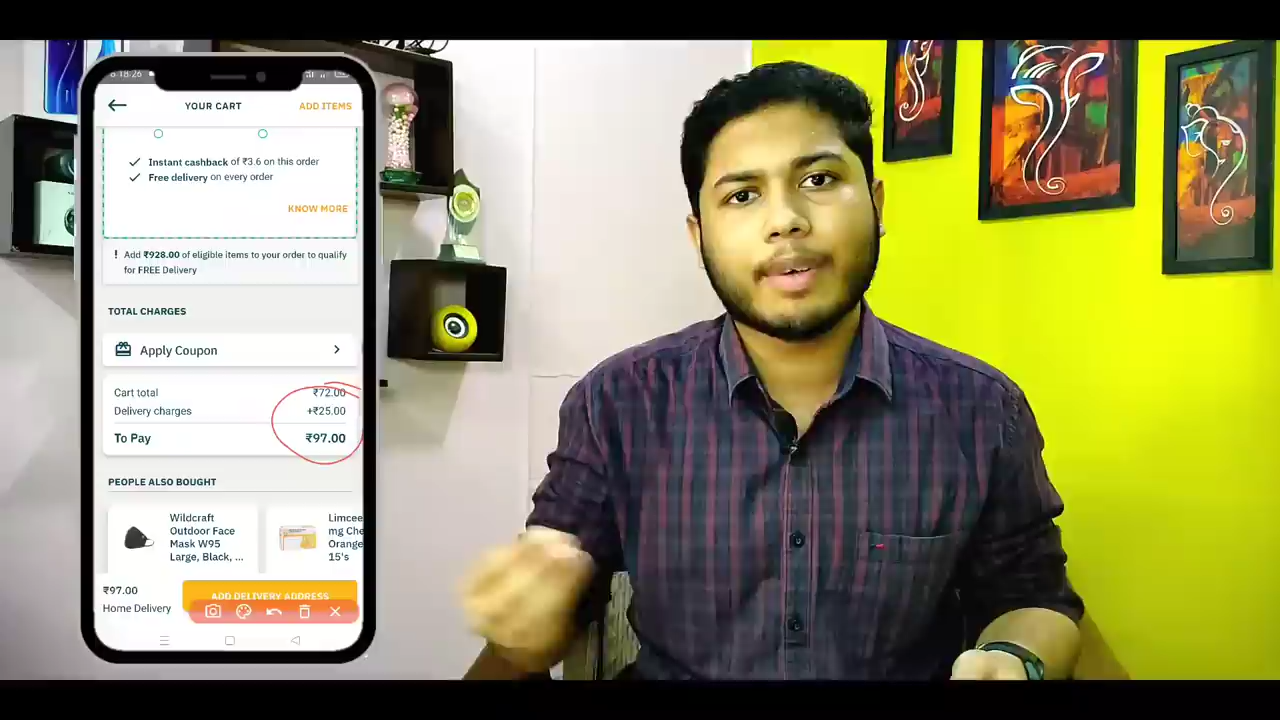 18:26
YOUR CART
ADD ITEMS
Instant cashback of ₹3.6 on this order
Free delivery on every order
KNOW MORE
! Add ₹928.00 of eligible items to your order to qualify
for FREE Delivery
TOTAL CHARGES
Apply Coupon
Cart total ₹72.00
Delivery charges +₹25.00
To Pay ₹97.00
PEOPLE ALSO BOUGHT
Wildcraft
Outdoor Face
Mask W95
Large, Black, ...
Limcee
mg Che
Orange
15's
₹97.00
Home Delivery
ADD DELIVERY ADDRESS